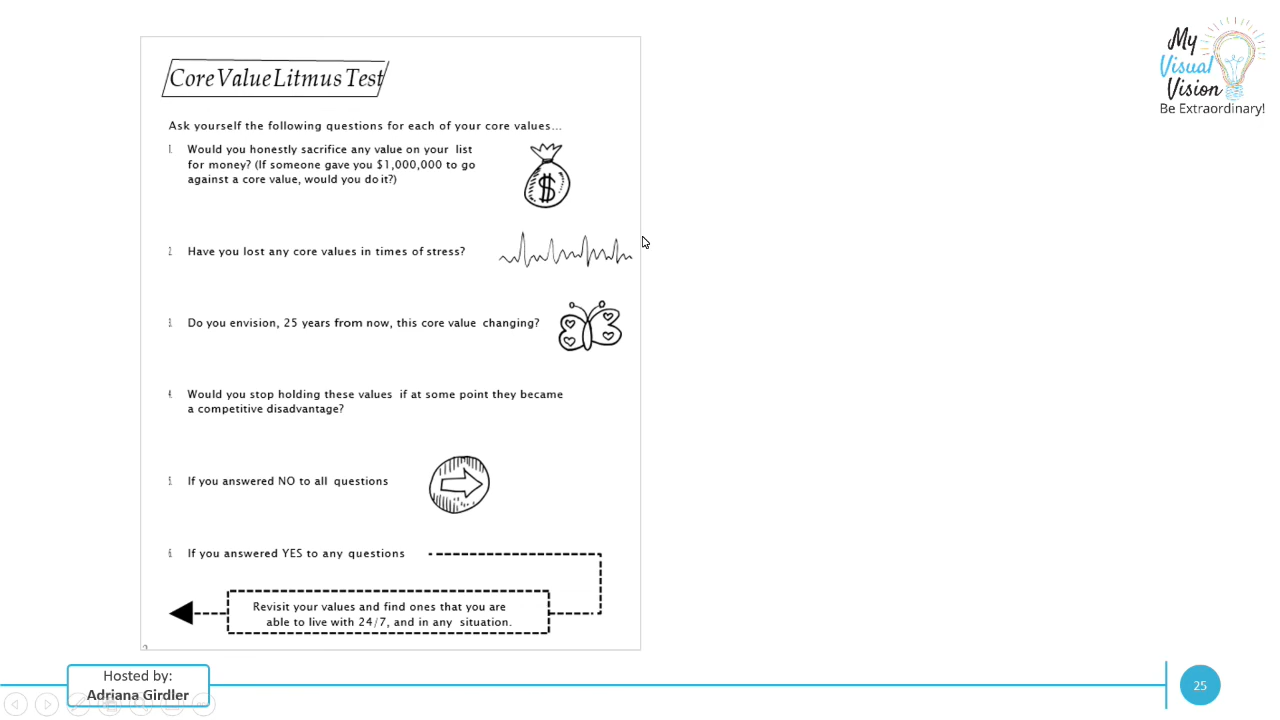 My
Visual
Vision
Be Extraordinary!
Core Value Litmus Test
Ask yourself the following questions for each of your core values...
1. Would you honestly sacrifice any value on your list
for money? (If someone gave you $1,000,000 to go
against a core value, would you do it?)
$
2. Have you lost any core values in times of stress?
3. Do you envision, 25 years from now, this core value changing?
4. Would you stop holding these values if at some point they became
a competitive disadvantage?
5. If you answered NO to all questions
6. If you answered YES to any questions
Revisit your values and find ones that you are
able to live with 24/7, and in any situation.
Hosted by:
Adriana Girdler
25